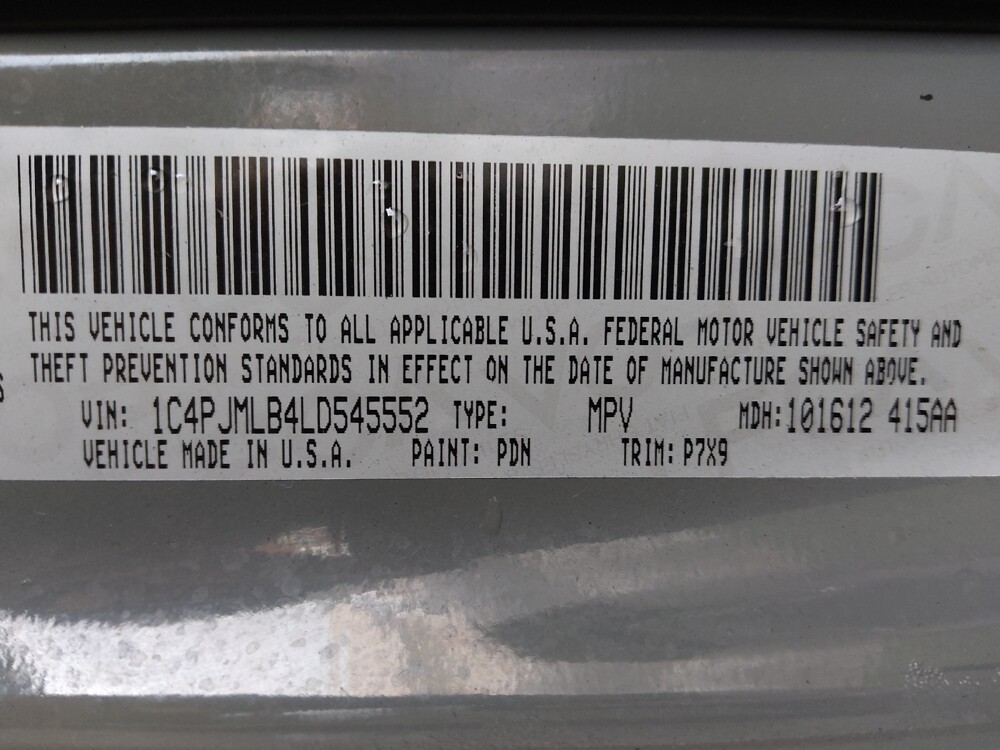 THIS VEHICLE CONFORMS TO ALL APPLICABLE U.S.A. FEDERAL MOTOR VEHICLE SAFETY AND
THEFT PREVENTION STANDARDS IN EFFECT ON THE DATE OF MANUFACTURE SHOWN ABOVE.
VIN: 1C4PJMLB4LD545552 TYPE: MPV MDH:101612 415AA
VEHICLE MADE IN U.S.A. PAINT: PDN TRIM: P7X9